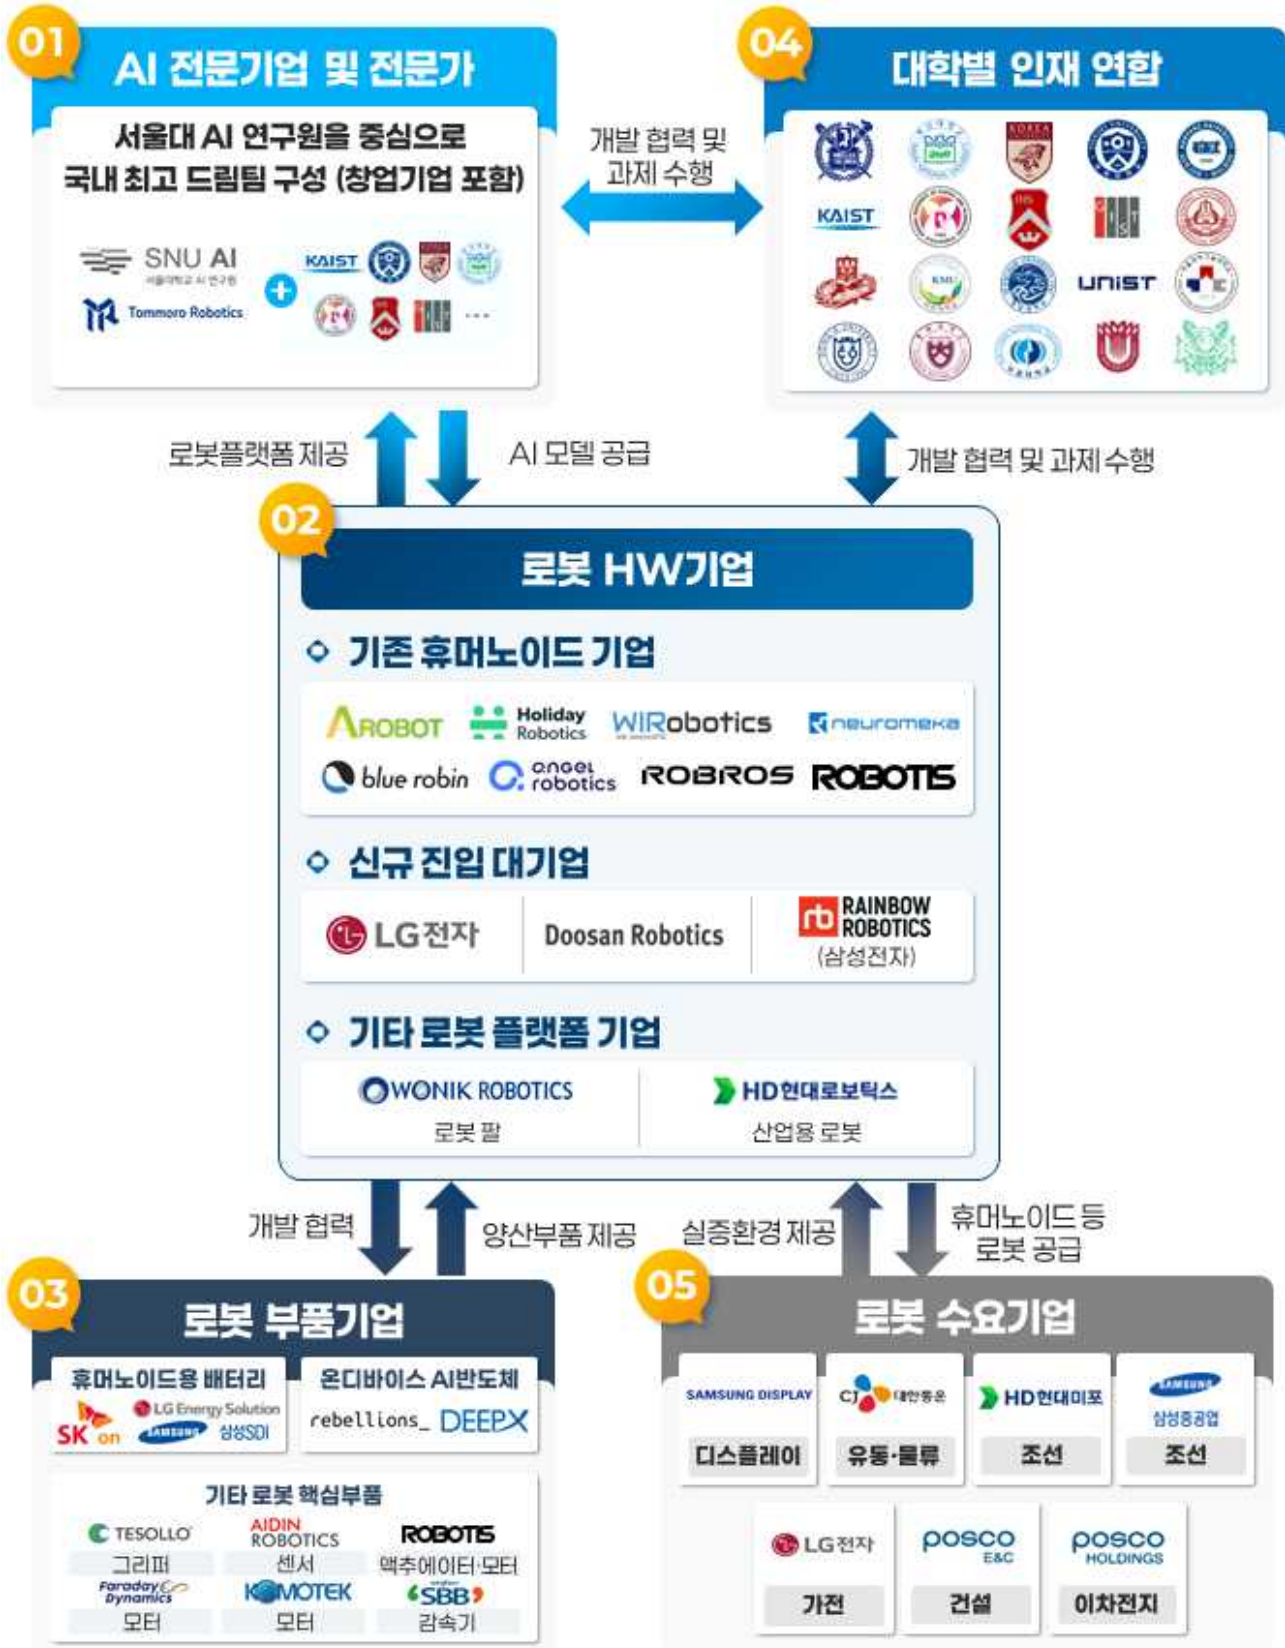 01
AI 전문기업 및 전문가
서울대 AI 연구원을 중심으로
국내 최고 드림팀 구성 (창업기업 포함)
SNU AI
서울대학교 AI 연구원
Tommoro Robotics
+
KAIST
...
개발 협력 및
과제 수행
04
대학별 인재 연합
KAIST
GIST
KMU
UNIST
로봇플랫폼 제공
AI 모델 공급
개발 협력 및 과제 수행
02
로봇 HW기업
기존 휴머노이드 기업
AROBOT
Holiday
Robotics
WIRobotics
neuromeka
blue robin
angel
robotics
ROBROS
ROBOTIS
신규 진입 대기업
LG전자
Doosan Robotics
rb RAINBOW
ROBOTICS
(삼성전자)
기타 로봇 플랫폼 기업
WONIK ROBOTICS
로봇 팔
HD현대로보틱스
산업용 로봇
개발 협력
양산부품 제공
실증환경 제공
휴머노이드 등
로봇 공급
03
로봇 부품기업
휴머노이드용 배터리
SK on
LG Energy Solution
SAMSUNG 삼성SDI
온디바이스 AI반도체
rebellions_ DEEPX
기타 로봇 핵심부품
TESOLLO
그리퍼
AIDIN
ROBOTICS
센서
ROBOTIS
액추에이터·모터
Faraday
Dynamics
모터
KOMOTEK
모터
SBB
감속기
05
로봇 수요기업
SAMSUNG DISPLAY
디스플레이
CJ 대한통운
유통·물류
HD현대미포
조선
SAMSUNG
삼성중공업
조선
LG전자
가전
posco
E&C
건설
posco
HOLDINGS
이차전지